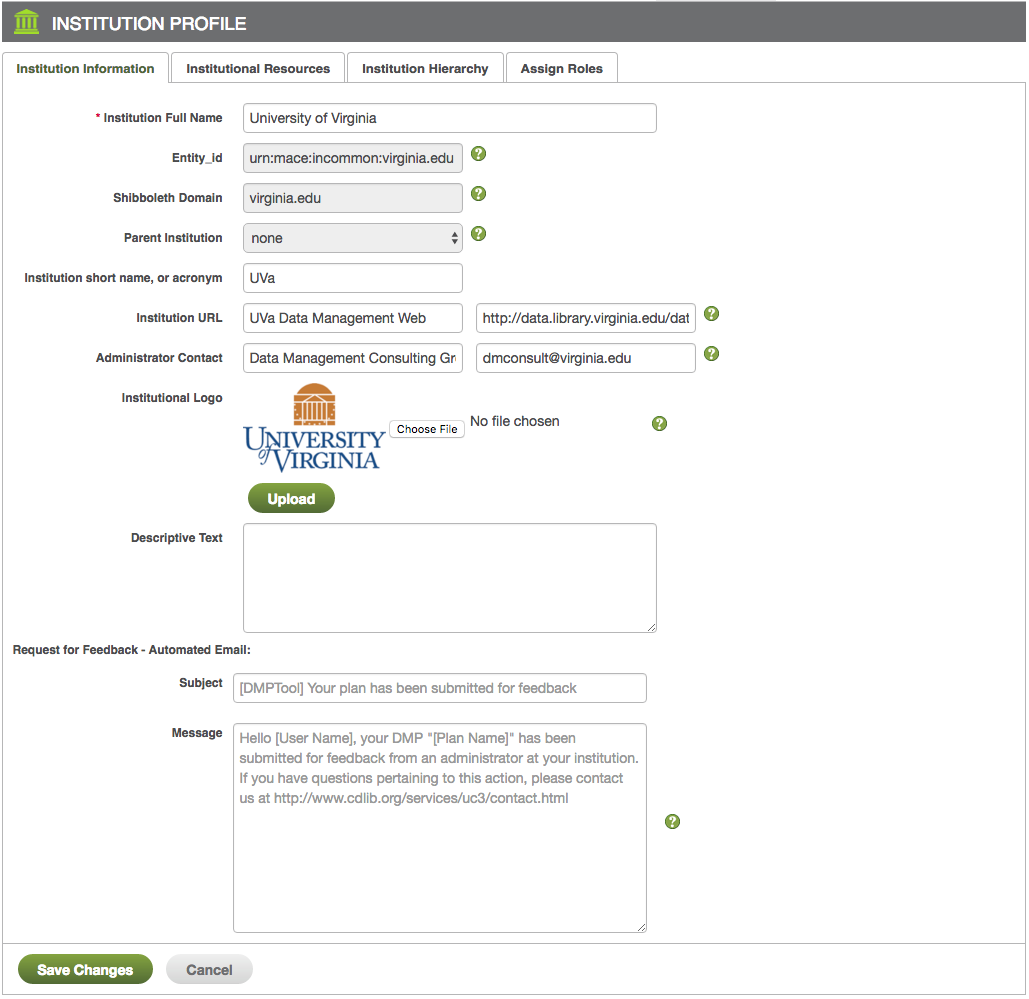 INSTITUTION PROFILE
Institution Information Institutional Resources Institution Hierarchy Assign Roles
* Institution Full Name University of Virginia
Entity_id urn:mace:incommon:virginia.edu ?
Shibboleth Domain virginia.edu ?
Parent Institution none ?
Institution short name, or acronym UVa
Institution URL UVa Data Management Web http://data.library.virginia.edu/dat ?
Administrator Contact Data Management Consulting Gr dmconsult@virginia.edu ?
Institutional Logo
UNIVERSITY
of VIRGINIA
Choose File No file chosen ?
Upload
Descriptive Text
Request for Feedback - Automated Email:
Subject [DMPTool] Your plan has been submitted for feedback
Message Hello [User Name], your DMP "[Plan Name]" has been
submitted for feedback from an administrator at your institution.
If you have questions pertaining to this action, please contact
us at http://www.cdlib.org/services/uc3/contact.html
?
Save Changes Cancel